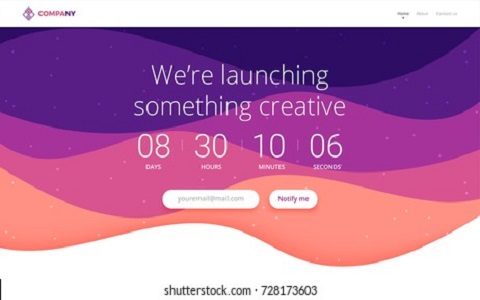 COMPANY
Home About Contact us
We're launching
something creative
08 30 10 06
DAYS HOURS MINUTES SECONDS
youremail@mail.com Notify me
shutterstock.com · 728173603